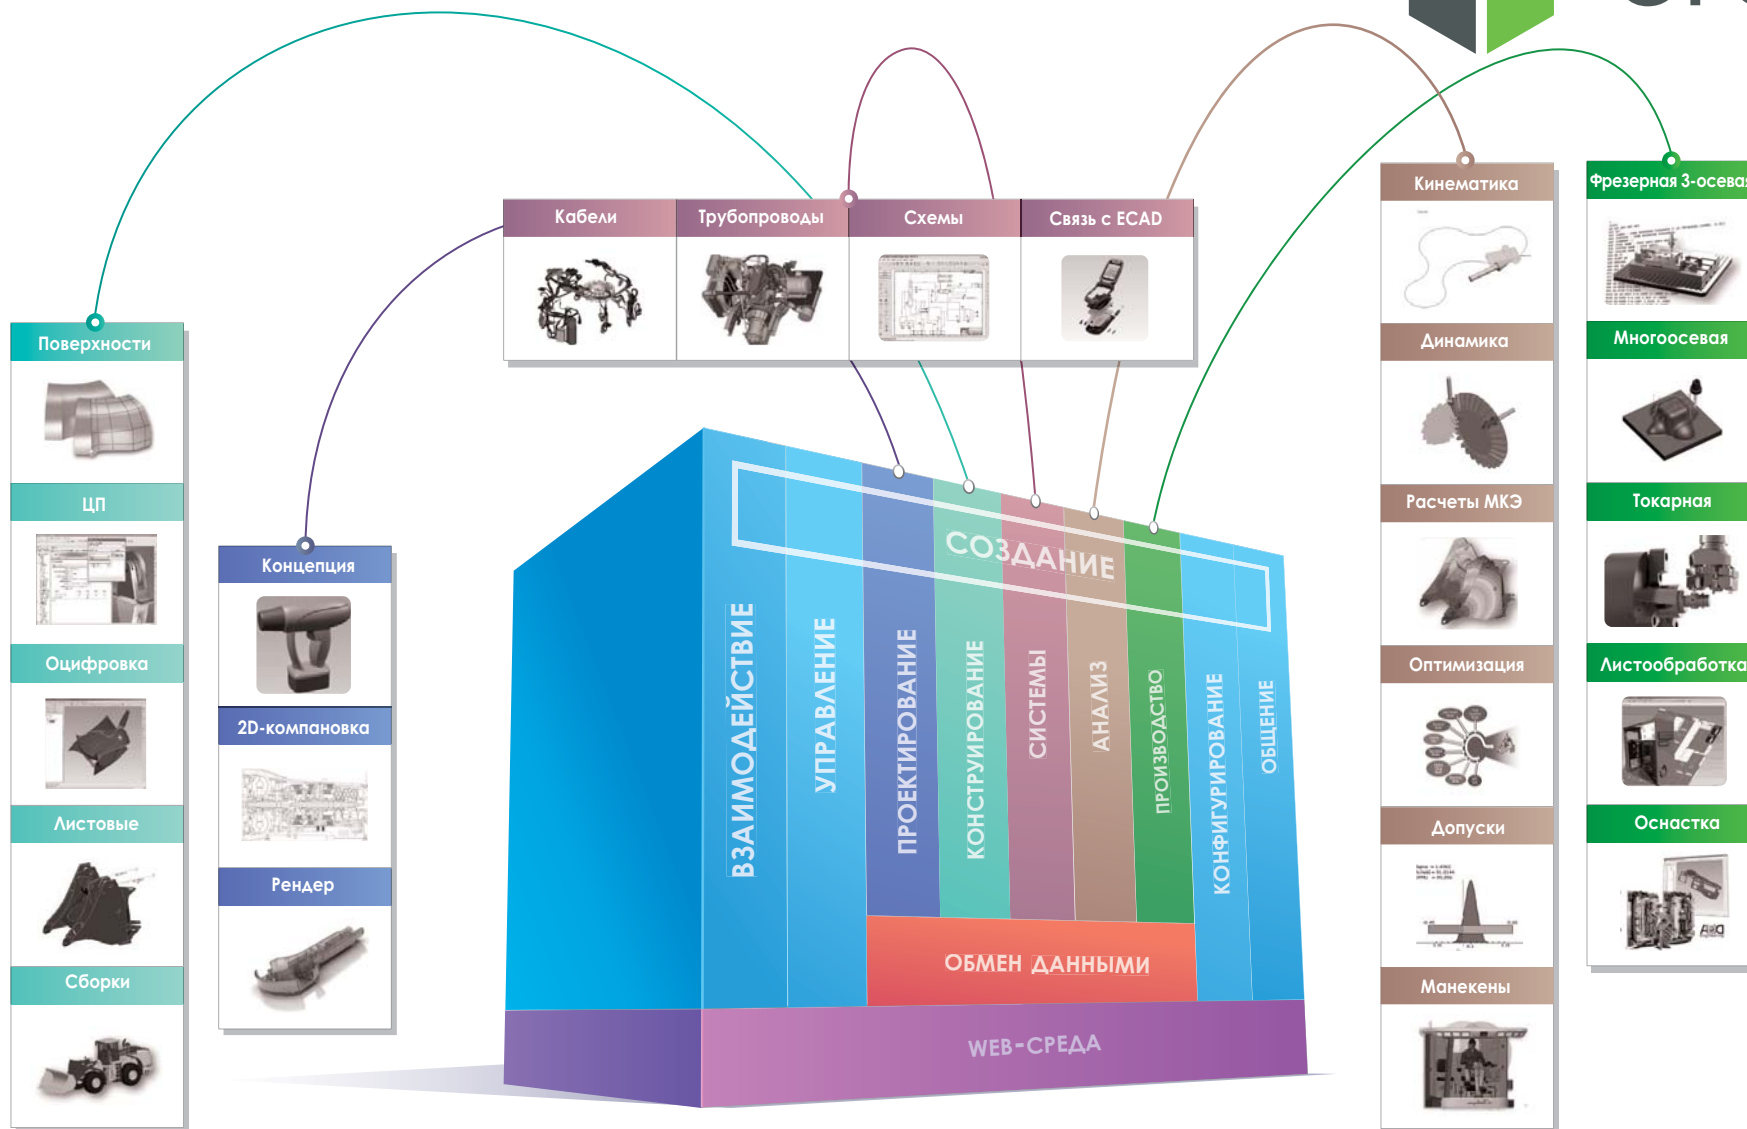 Кабели
Трубопроводы
Схемы
Связь с ECAD
Поверхности
ЦП
Оцифровка
Листовые
Сборки
Концепция
2D-компановка
Рендер
СОЗДАНИЕ
ВЗАИМОДЕЙСТВИЕ
УПРАВЛЕНИЕ
ПРОЕКТИРОВАНИЕ
КОНСТРУИРОВАНИЕ
СИСТЕМЫ
АНАЛИЗ
ПРОИЗВОДСТВО
КОНФИГУРИРОВАНИЕ
ОБЩЕНИЕ
ОБМЕН ДАННЫМИ
WEB-СРЕДА
Кинематика
Динамика
Расчеты МКЭ
Оптимизация
Допуски
Манекены
Фрезерная 3-осевая
Многоосевая
Токарная
Листообработка
Оснастка